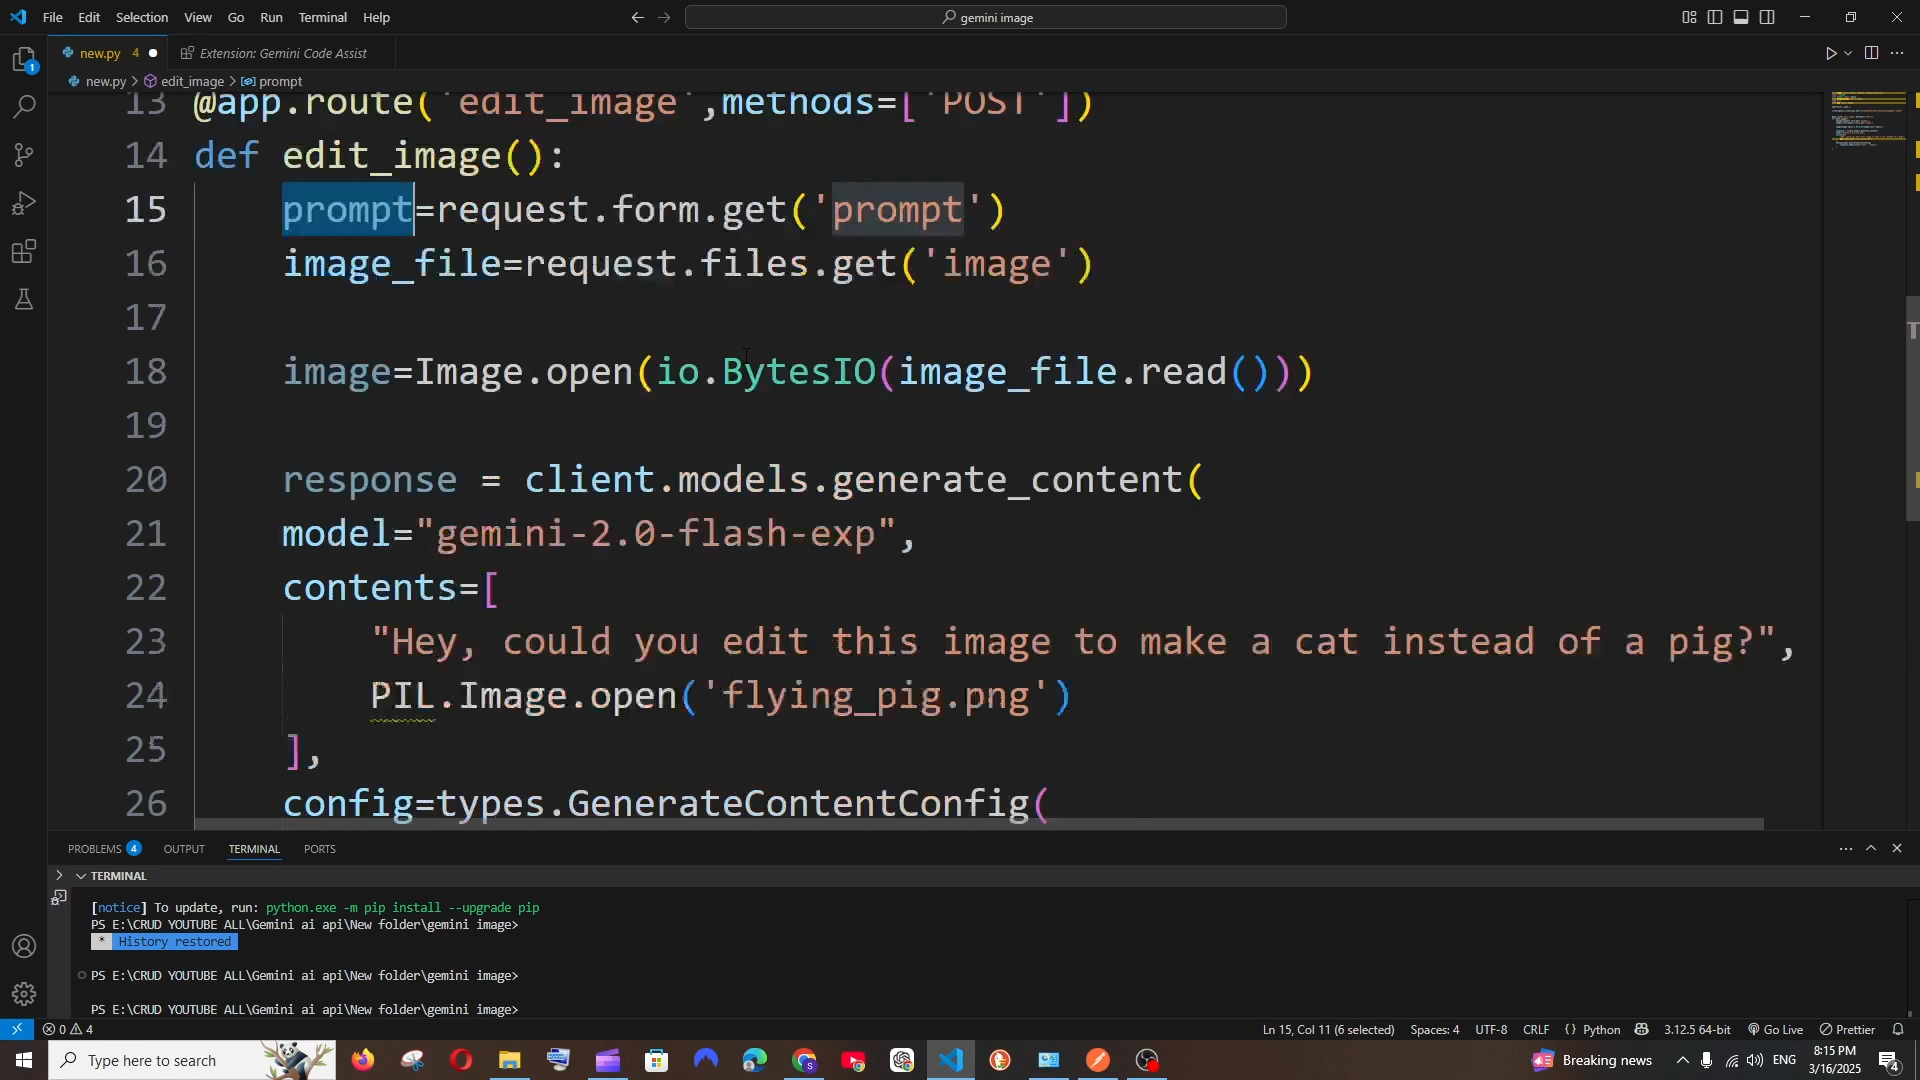 File Edit Selection View Go Run Terminal Help
gemini image
new.py 4
Extension: Gemini Code Assist
new.py > edit_image > prompt
13 @app.route('edit_image',methods=['POST'])
14 def edit_image():
15 prompt=request.form.get('prompt')
16 image_file=request.files.get('image')
17
18 image=Image.open(io.BytesIO(image_file.read()))
19
20 response = client.models.generate_content(
21 model="gemini-2.0-flash-exp",
22 contents=[
23 "Hey, could you edit this image to make a cat instead of a pig?",
24 PIL.Image.open('flying_pig.png')
25 ],
26 config=types.GenerateContentConfig(
PROBLEMS 4 OUTPUT TERMINAL PORTS
TERMINAL
[notice] To update, run: python.exe -m pip install --upgrade pip
PS E:\CRUD YOUTUBE ALL\Gemini ai api\New folder\gemini image>
* History restored
PS E:\CRUD YOUTUBE ALL\Gemini ai api\New folder\gemini image>
PS E:\CRUD YOUTUBE ALL\Gemini ai api\New folder\gemini image>
0 4 Ln 15, Col 11 (6 selected) Spaces: 4 UTF-8 CRLF {} Python 3.12.5 64-bit Go Live Prettier
Type here to search
Breaking news
ENG
8:15 PM
3/16/2025
4